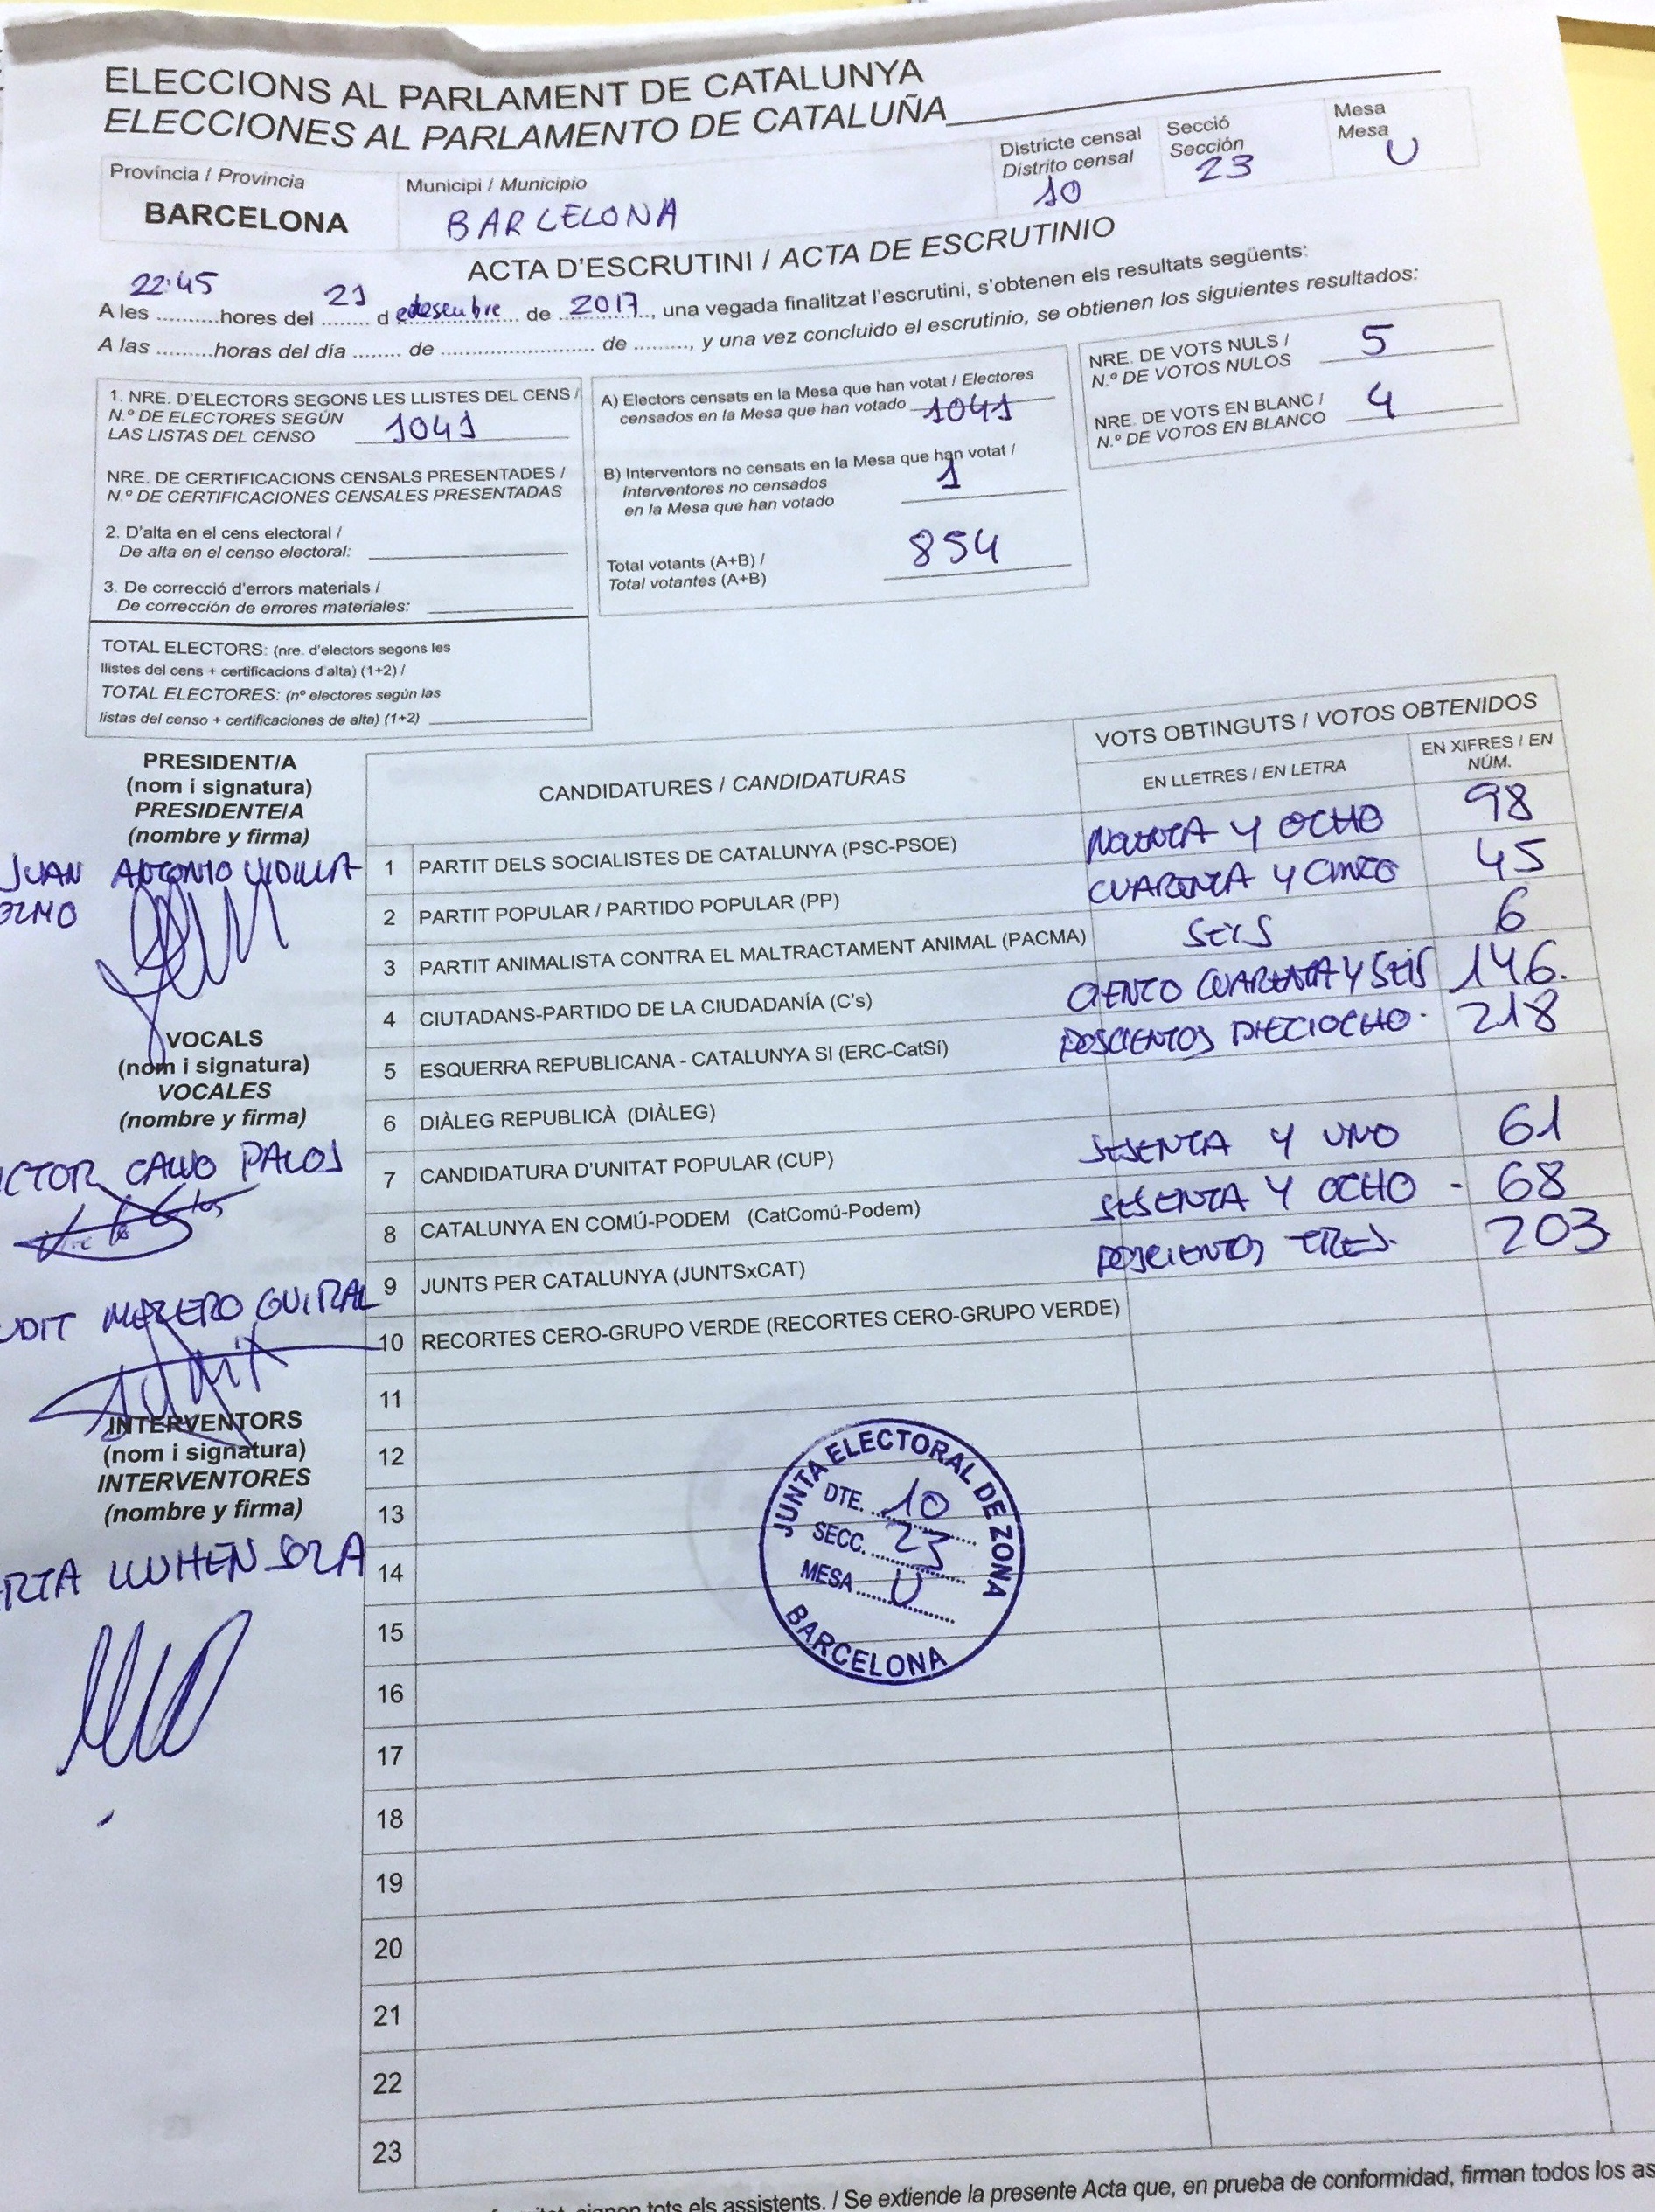 ELECCIONS AL PARLAMENT DE CATALUNYA
ELECCIONES AL PARLAMENTO DE CATALUÑA
Província / Provincia
BARCELONA
Municipi / Municipio
BARCELONA
Districte censal
Distrito censal
10
Secció
Sección
23
Mesa
Mesa
U
ACTA D'ESCRUTINI / ACTA DE ESCRUTINIO
22:45 21 desembre 2017
A les ..........hores del ........ d.................. de ........., una vegada finalitzat l'escrutini, s'obtenen els resultats següents:
A las ..........horas del día ........ de ........................ de ........, y una vez concluido el escrutinio, se obtienen los siguientes resultados:
1. NRE. D'ELECTORS SEGONS LES LLISTES DEL CENS /
N.º DE ELECTORES SEGÚN
LAS LISTAS DEL CENSO 1041
NRE. DE CERTIFICACIONS CENSALS PRESENTADES /
N.º DE CERTIFICACIONES CENSALES PRESENTADAS
2. D'alta en el cens electoral /
De alta en el censo electoral:
3. De correcció d'errors materials /
De corrección de errores materiales:
TOTAL ELECTORS: (nre. d'electors segons les
llistes del cens + certificacions d'alta) (1+2) /
TOTAL ELECTORES: (nº electores según las
listas del censo + certificaciones de alta) (1+2)
A) Electors censats en la Mesa que han votat / Electores
censados en la Mesa que han votado 1041
B) Interventors no censats en la Mesa que han votat /
Interventores no censados
en la Mesa que han votado 1
Total votants (A+B) /
Total votantes (A+B) 854
NRE. DE VOTS NULS /
N.º DE VOTOS NULOS 5
NRE. DE VOTS EN BLANC /
N.º DE VOTOS EN BLANCO 4
PRESIDENT/A
(nom i signatura)
PRESIDENTE/A
(nombre y firma)
JUAN ANTONIO
VOCALS
(nom i signatura)
VOCALES
(nombre y firma)
CTOR CALVO PALOS
DIT MARERO GUIRAL
INTERVENTORS
(nom i signatura)
INTERVENTORES
(nombre y firma)
CANDIDATURES / CANDIDATURAS
VOTS OBTINGUTS / VOTOS OBTENIDOS
EN LLETRES / EN LETRA
EN XIFRES / EN NÚM.
1 PARTIT DELS SOCIALISTES DE CATALUNYA (PSC-PSOE) NOVENTA Y OCHO 98
2 PARTIT POPULAR / PARTIDO POPULAR (PP) CUARENTA Y CINCO 45
3 PARTIT ANIMALISTA CONTRA EL MALTRACTAMENT ANIMAL (PACMA) SEIS 6
4 CIUTADANS-PARTIDO DE LA CIUDADANÍA (C's) CIENTO CUARENTA Y SEIS 146.
5 ESQUERRA REPUBLICANA - CATALUNYA SI (ERC-CatSí) DOSCIENTOS DIECIOCHO. 218
6 DIÀLEG REPUBLICÀ (DIÀLEG)
7 CANDIDATURA D'UNITAT POPULAR (CUP) SESENTA Y UNO 61
8 CATALUNYA EN COMÚ-PODEM (CatComú-Podem) SESENTA Y OCHO - 68
9 JUNTS PER CATALUNYA (JUNTSxCAT) DOSCIENTOS TRES. 203
10 RECORTES CERO-GRUPO VERDE (RECORTES CERO-GRUPO VERDE)
11
12
13
14
15
16
17
18
19
20
21
22
23
JUNTA ELECTORAL DE ZONA
DTE. 10
SECC. 23
MESA U
BARCELONA
signen tots els assistents. / Se extiende la presente Acta que, en prueba de conformidad, firman todos los as